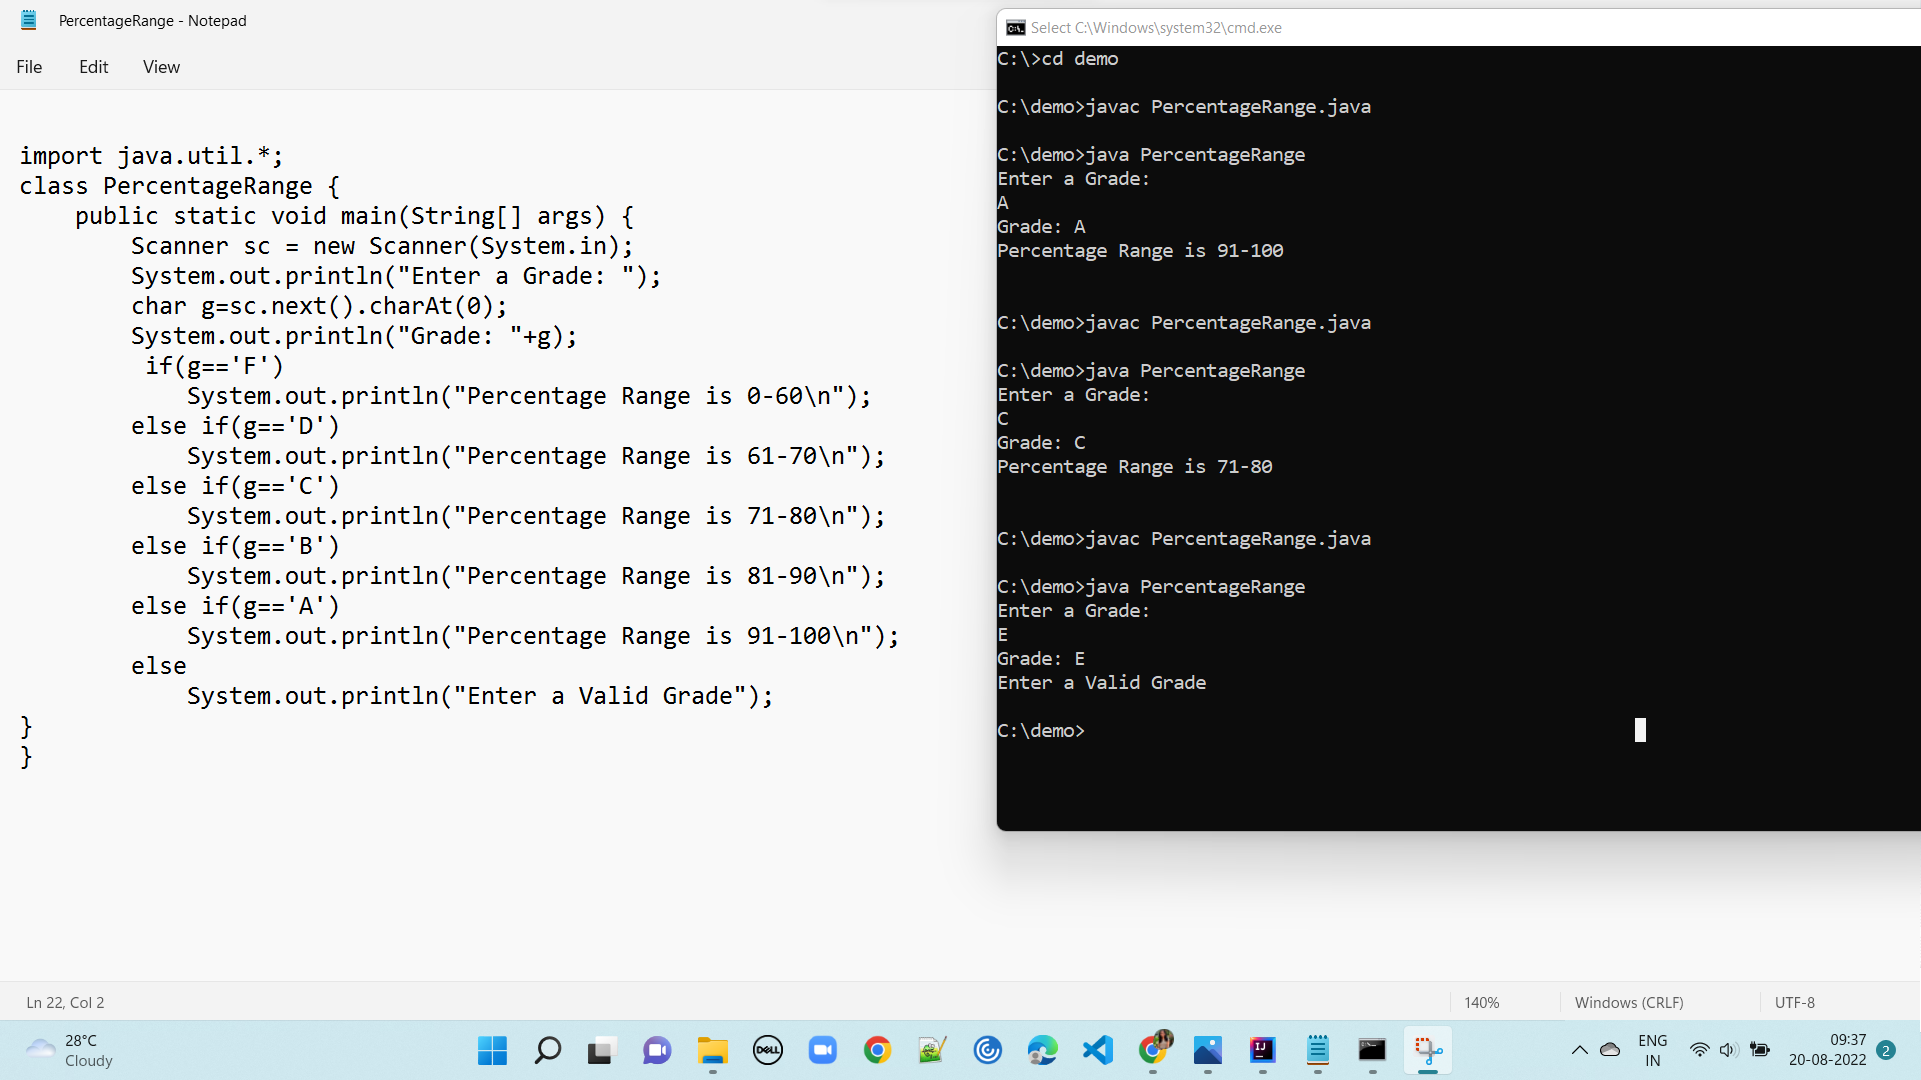 PercentageRange - Notepad
File Edit View
import java.util.*;
class PercentageRange {
    public static void main(String[] args) {
        Scanner sc = new Scanner(System.in);
        System.out.println("Enter a Grade: ");
        char g=sc.next().charAt(0);
        System.out.println("Grade: "+g);
         if(g=='F')
            System.out.println("Percentage Range is 0-60\n");
        else if(g=='D')
            System.out.println("Percentage Range is 61-70\n");
        else if(g=='C')
            System.out.println("Percentage Range is 71-80\n");
        else if(g=='B')
            System.out.println("Percentage Range is 81-90\n");
        else if(g=='A')
            System.out.println("Percentage Range is 91-100\n");
        else
            System.out.println("Enter a Valid Grade");
}
}
Ln 22, Col 2
140%
Windows (CRLF)
UTF-8
Select C:\Windows\system32\cmd.exe
C:\>cd demo
C:\demo>javac PercentageRange.java
C:\demo>java PercentageRange
Enter a Grade:
A
Grade: A
Percentage Range is 91-100
C:\demo>javac PercentageRange.java
C:\demo>java PercentageRange
Enter a Grade:
C
Grade: C
Percentage Range is 71-80
C:\demo>javac PercentageRange.java
C:\demo>java PercentageRange
Enter a Grade:
E
Grade: E
Enter a Valid Grade
C:\demo>
28°C
Cloudy
DELL
IJ
ENG
IN
09:37
20-08-2022
2